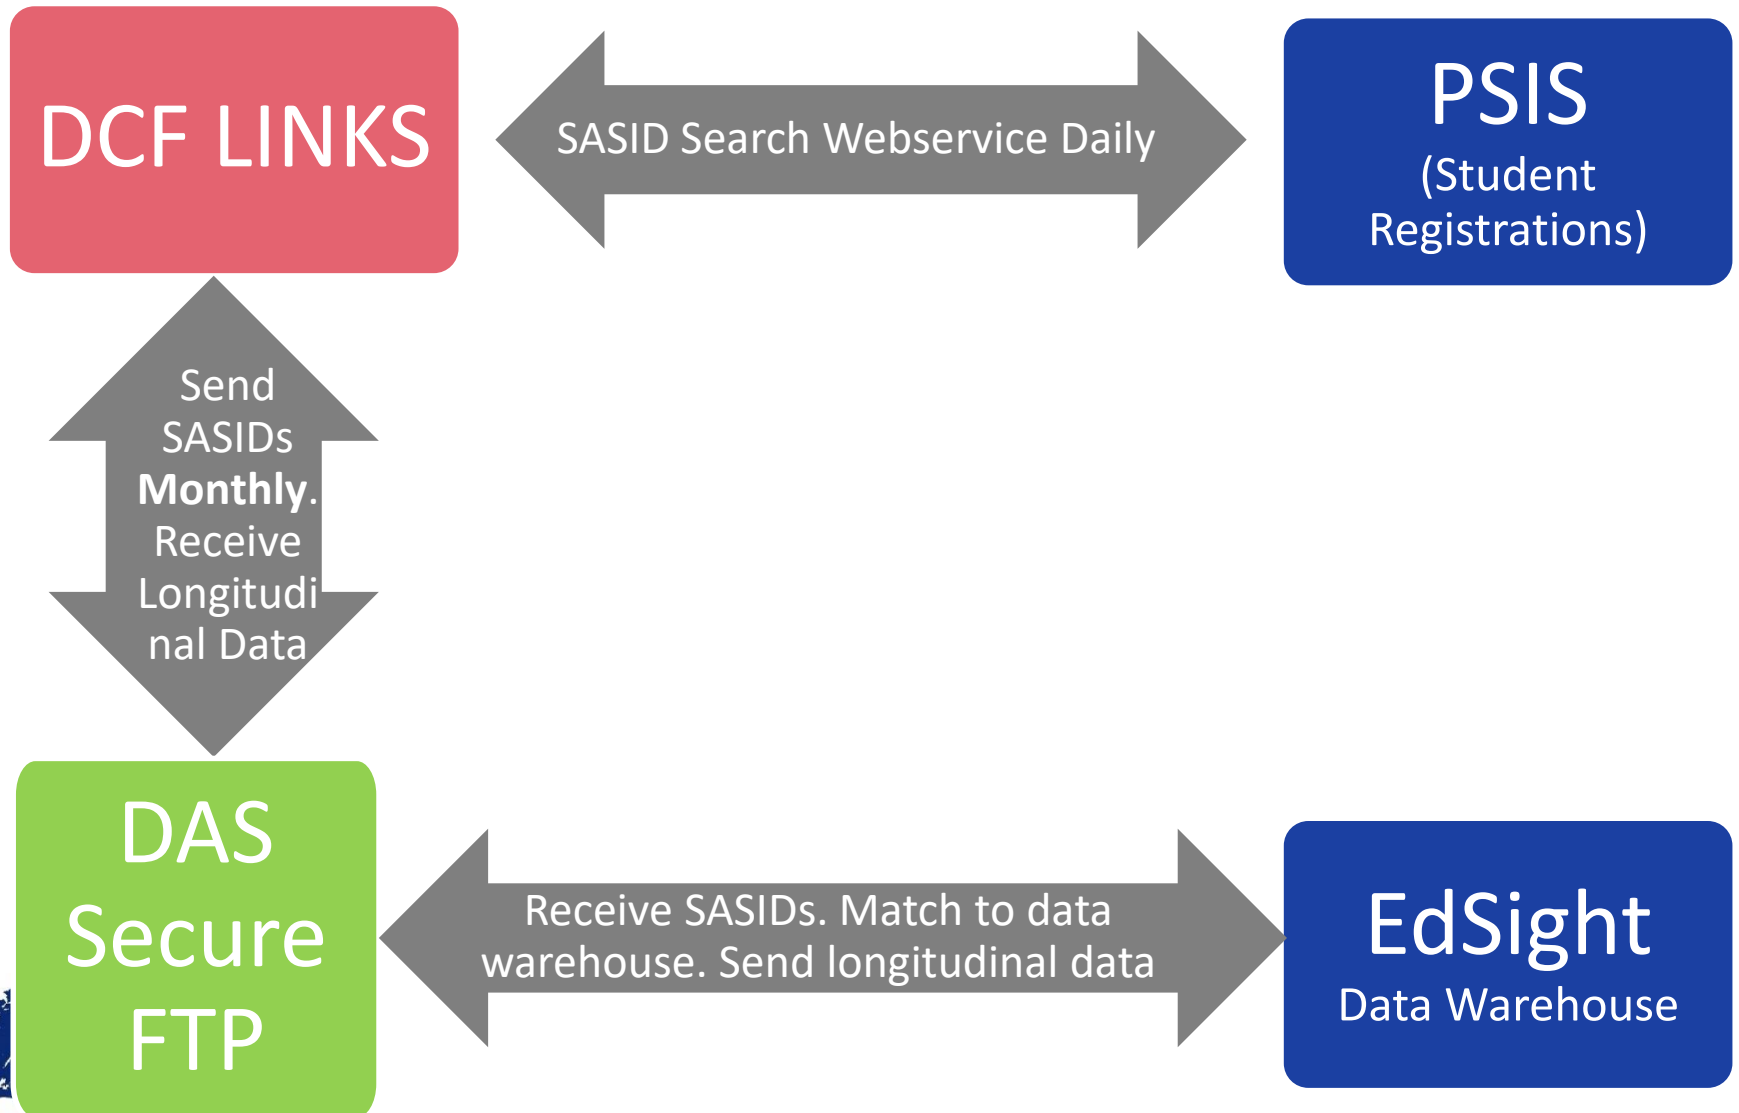 DCF LINKS
SASID Search Webservice Daily
PSIS
(Student
Registrations)
Send
SASIDs
Monthly.
Receive
Longitudi
nal Data
DAS
Secure
FTP
Receive SASIDs. Match to data
warehouse. Send longitudinal data
EdSight
Data Warehouse